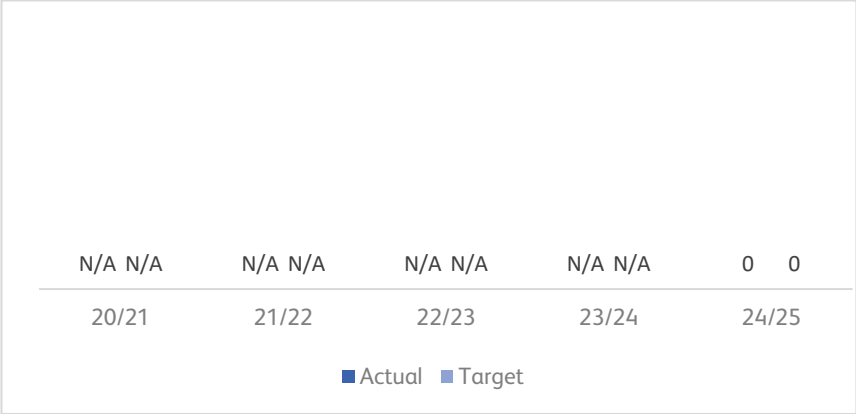 N/A N/A N/A N/A N/A N/A N/A N/A 0 0
20/21 21/22 22/23 23/24 24/25
Actual Target